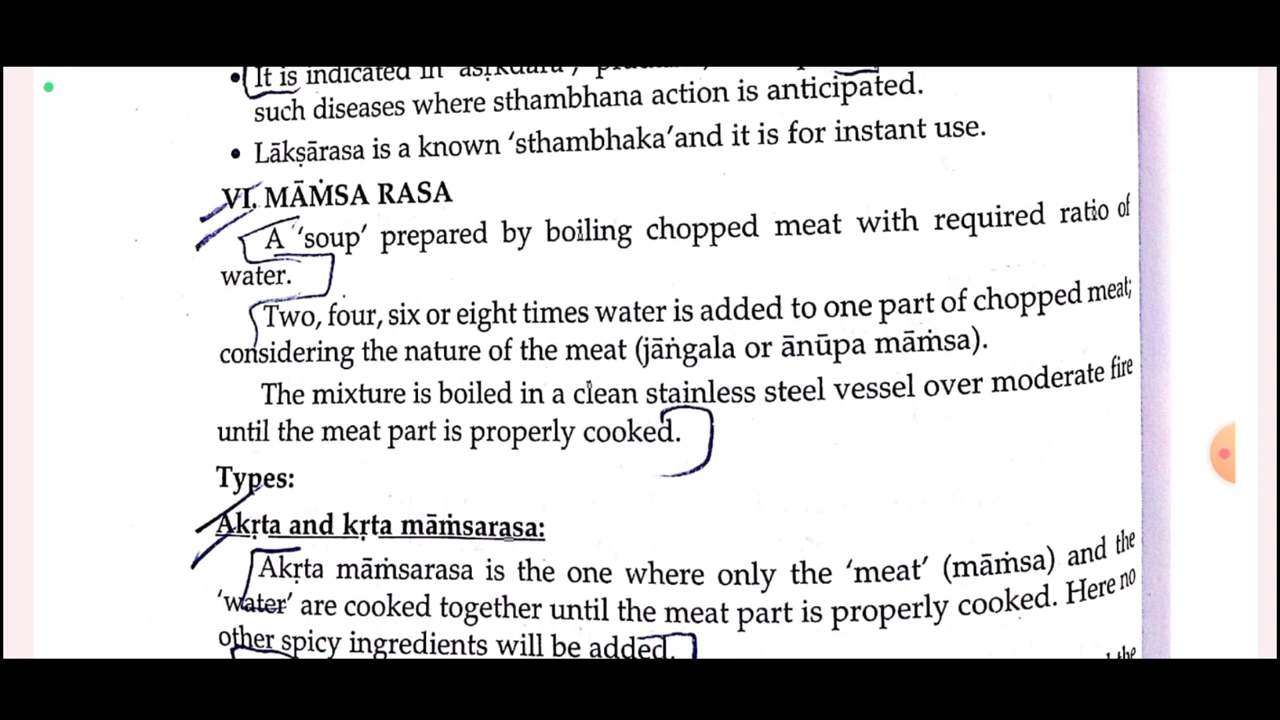 • It is indicated in
such diseases where sthambhana action is anticipated.
• Lākṣārasa is a known ‘sthambhaka’and it is for instant use.
VI. MĀṀSA RASA
A ‘soup’ prepared by boiling chopped meat with required ratio of
water.
Two, four, six or eight times water is added to one part of chopped meat;
considering the nature of the meat (jāṅgala or ānūpa māṁsa).
The mixture is boiled in a clean stainless steel vessel over moderate fire
until the meat part is properly cooked.
Types:
Akṛta and kṛta māṁsarasa:
Akṛta māṁsarasa is the one where only the ‘meat’ (māṁsa) and the
‘water’ are cooked together until the meat part is properly cooked. Here no
other spicy ingredients will be added.
the